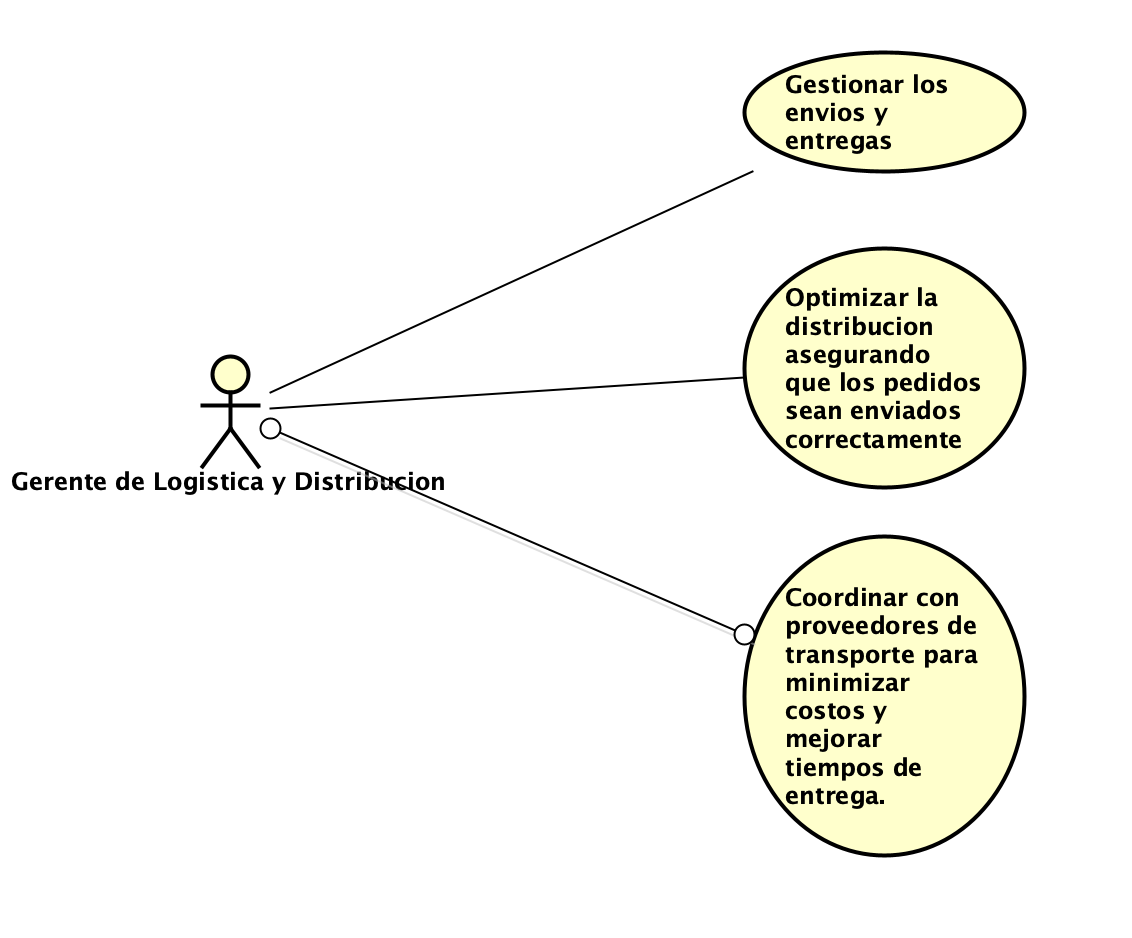 Gestionar los
envios y
entregas
Optimizar la
distribucion
asegurando
que los pedidos
sean enviados
correctamente
Gerente de Logistica y Distribucion
Coordinar con
proveedores de
transporte para
minimizar
costos y
mejorar
tiempos de
entrega.